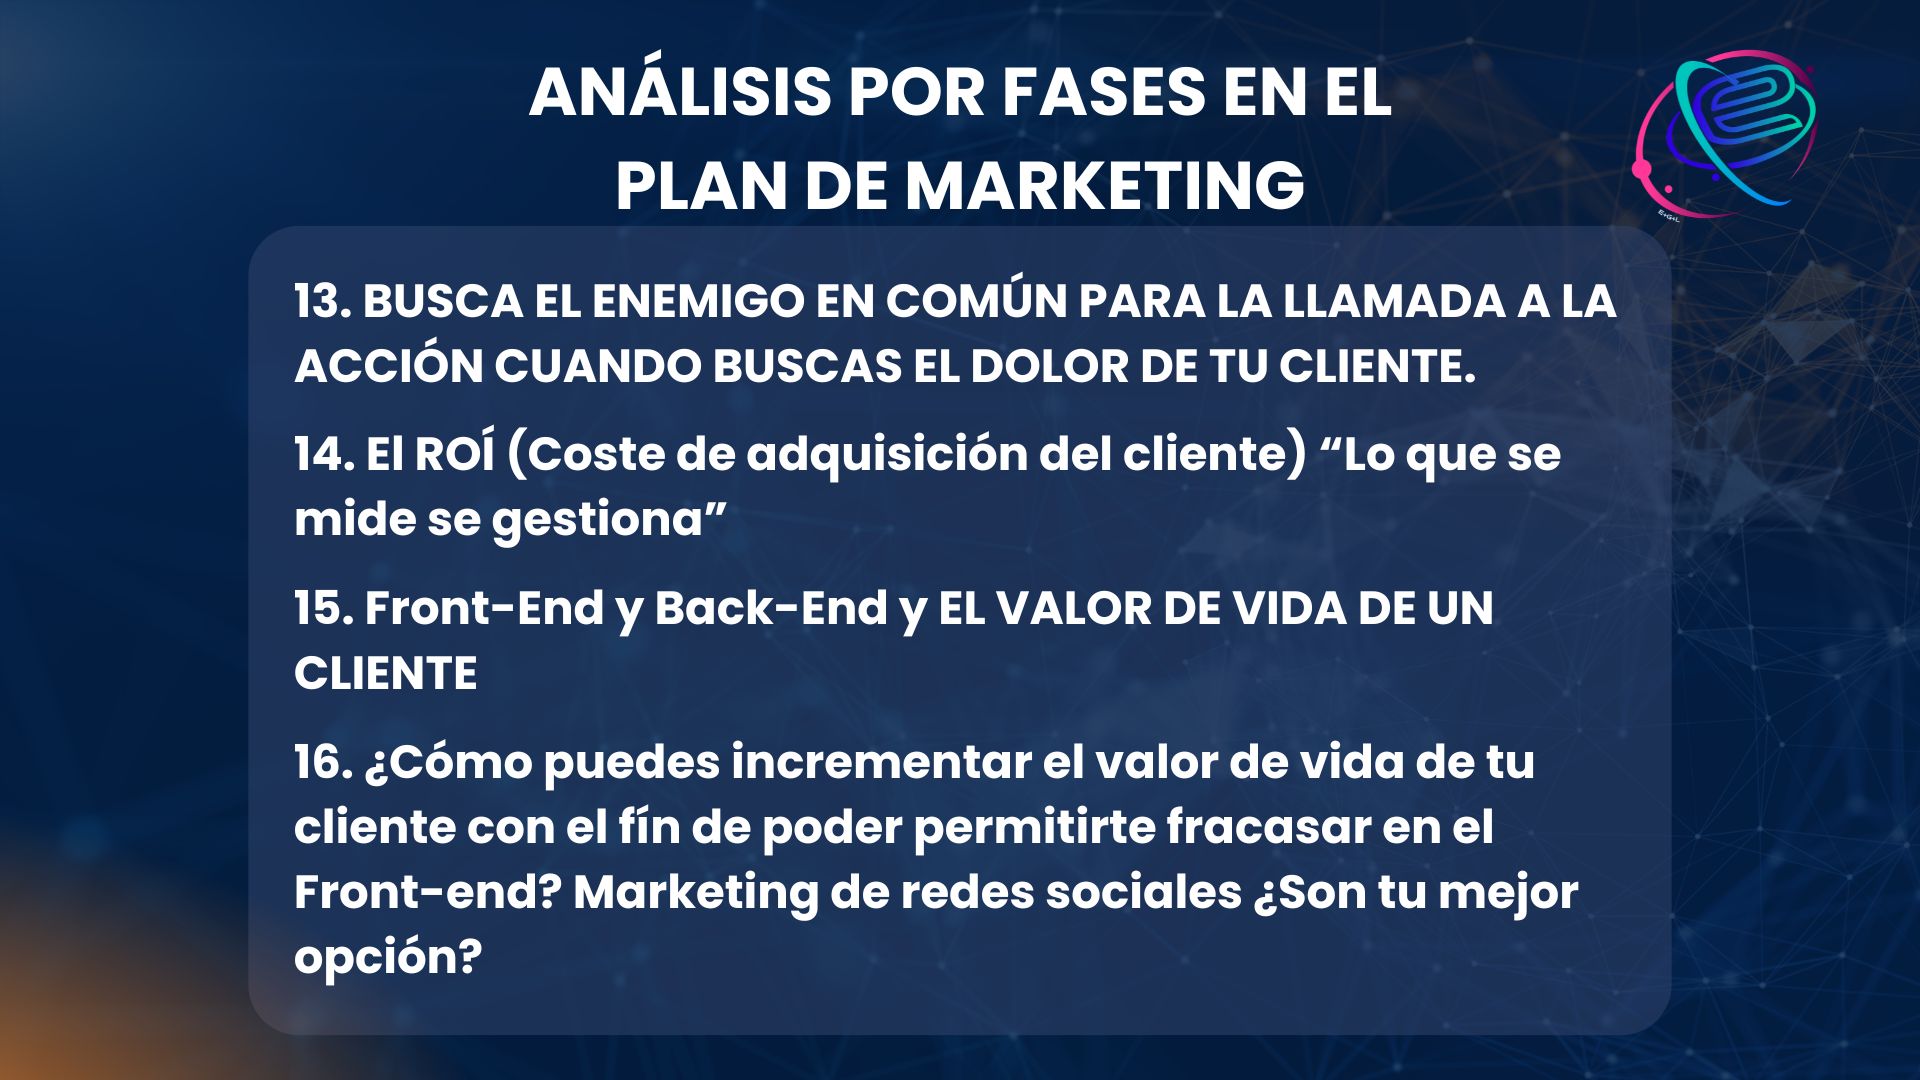 ANÁLISIS POR FASES EN EL
PLAN DE MARKETING
E+G+L
13. BUSCA EL ENEMIGO EN COMÚN PARA LA LLAMADA A LA
ACCIÓN CUANDO BUSCAS EL DOLOR DE TU CLIENTE.
14. El ROÍ (Coste de adquisición del cliente) “Lo que se
mide se gestiona”
15. Front-End y Back-End y EL VALOR DE VIDA DE UN
CLIENTE
16. ¿Cómo puedes incrementar el valor de vida de tu
cliente con el fín de poder permitirte fracasar en el
Front-end? Marketing de redes sociales ¿Son tu mejor
opción?